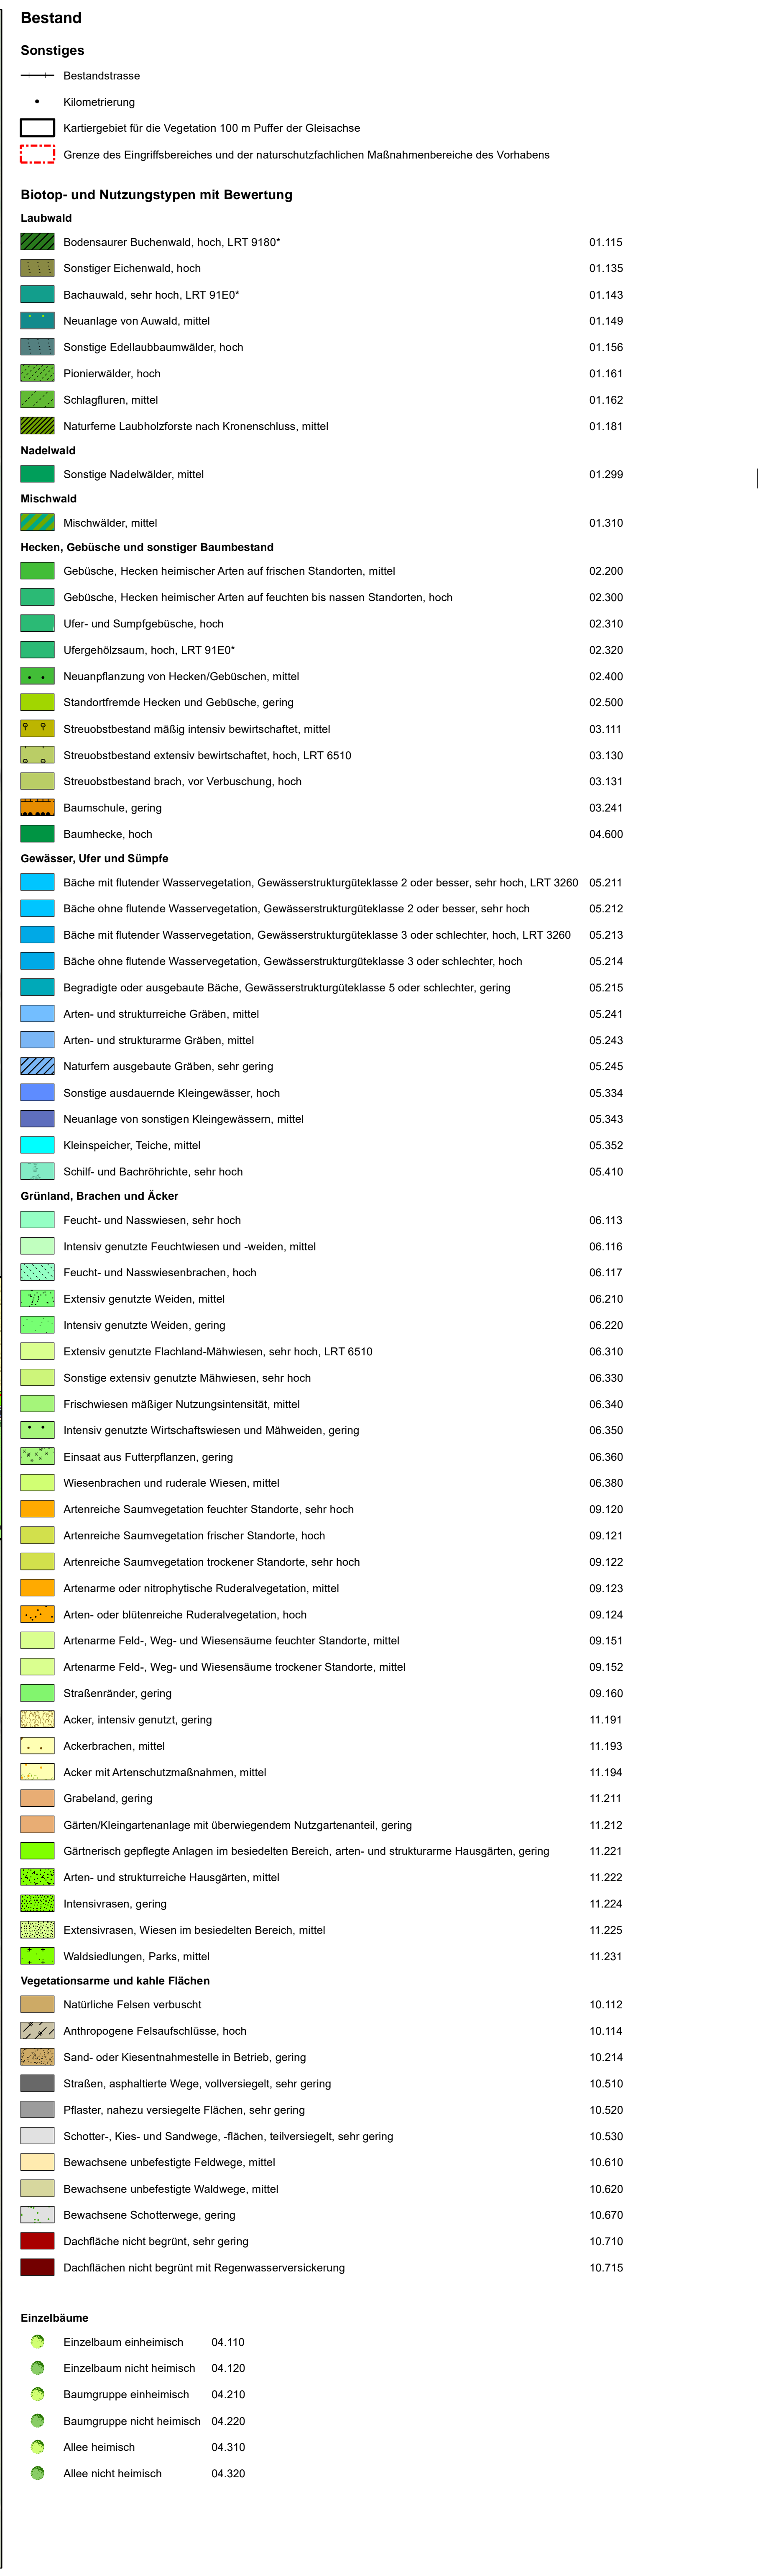 Bestand
Sonstiges
Bestandstrasse
Kilometrierung
Kartiergebiet für die Vegetation 100 m Puffer der Gleisachse
Grenze des Eingriffsbereiches und der naturschutzfachlichen Maßnahmenbereiche des Vorhabens
Biotop- und Nutzungstypen mit Bewertung
Laubwald
Bodensaurer Buchenwald, hoch, LRT 9180* 01.115
Sonstiger Eichenwald, hoch 01.135
Bachauwald, sehr hoch, LRT 91E0* 01.143
Neuanlage von Auwald, mittel 01.149
Sonstige Edellaubbaumwälder, hoch 01.156
Pionierwälder, hoch 01.161
Schlagfluren, mittel 01.162
Naturferne Laubholzforste nach Kronenschluss, mittel 01.181
Nadelwald
Sonstige Nadelwälder, mittel 01.299
Mischwald
Mischwälder, mittel 01.310
Hecken, Gebüsche und sonstiger Baumbestand
Gebüsche, Hecken heimischer Arten auf frischen Standorten, mittel 02.200
Gebüsche, Hecken heimischer Arten auf feuchten bis nassen Standorten, hoch 02.300
Ufer- und Sumpfgebüsche, hoch 02.310
Ufergehölzsaum, hoch, LRT 91E0* 02.320
Neuanpflanzung von Hecken/Gebüschen, mittel 02.400
Standortfremde Hecken und Gebüsche, gering 02.500
Streuobstbestand mäßig intensiv bewirtschaftet, mittel 03.111
Streuobstbestand extensiv bewirtschaftet, hoch, LRT 6510 03.130
Streuobstbestand brach, vor Verbuschung, hoch 03.131
Baumschule, gering 03.241
Baumhecke, hoch 04.600
Gewässer, Ufer und Sümpfe
Bäche mit flutender Wasservegetation, Gewässerstrukturgüteklasse 2 oder besser, sehr hoch, LRT 3260 05.211
Bäche ohne flutende Wasservegetation, Gewässerstrukturgüteklasse 2 oder besser, sehr hoch 05.212
Bäche mit flutender Wasservegetation, Gewässerstrukturgüteklasse 3 oder schlechter, hoch, LRT 3260 05.213
Bäche ohne flutende Wasservegetation, Gewässerstrukturgüteklasse 3 oder schlechter, hoch 05.214
Begradigte oder ausgebaute Bäche, Gewässerstrukturgüteklasse 5 oder schlechter, gering 05.215
Arten- und strukturreiche Gräben, mittel 05.241
Arten- und strukturarme Gräben, mittel 05.243
Naturfern ausgebaute Gräben, sehr gering 05.245
Sonstige ausdauernde Kleingewässer, hoch 05.334
Neuanlage von sonstigen Kleingewässern, mittel 05.343
Kleinspeicher, Teiche, mittel 05.352
Schilf- und Bachröhrichte, sehr hoch 05.410
Grünland, Brachen und Äcker
Feucht- und Nasswiesen, sehr hoch 06.113
Intensiv genutzte Feuchtwiesen und -weiden, mittel 06.116
Feucht- und Nasswiesenbrachen, hoch 06.117
Extensiv genutzte Weiden, mittel 06.210
Intensiv genutzte Weiden, gering 06.220
Extensiv genutzte Flachland-Mähwiesen, sehr hoch, LRT 6510 06.310
Sonstige extensiv genutzte Mähwiesen, sehr hoch 06.330
Frischwiesen mäßiger Nutzungsintensität, mittel 06.340
Intensiv genutzte Wirtschaftswiesen und Mähweiden, gering 06.350
Einsaat aus Futterpflanzen, gering 06.360
Wiesenbrachen und ruderale Wiesen, mittel 06.380
Artenreiche Saumvegetation feuchter Standorte, sehr hoch 09.120
Artenreiche Saumvegetation frischer Standorte, hoch 09.121
Artenreiche Saumvegetation trockener Standorte, sehr hoch 09.122
Artenarme oder nitrophytische Ruderalvegetation, mittel 09.123
Arten- oder blütenreiche Ruderalvegetation, hoch 09.124
Artenarme Feld-, Weg- und Wiesensäume feuchter Standorte, mittel 09.151
Artenarme Feld-, Weg- und Wiesensäume trockener Standorte, mittel 09.152
Straßenränder, gering 09.160
Acker, intensiv genutzt, gering 11.191
Ackerbrachen, mittel 11.193
Acker mit Artenschutzmaßnahmen, mittel 11.194
Grabeland, gering 11.211
Gärten/Kleingartenanlage mit überwiegendem Nutzgartenanteil, gering 11.212
Gärtnerisch gepflegte Anlagen im besiedelten Bereich, arten- und strukturarme Hausgärten, gering 11.221
Arten- und strukturreiche Hausgärten, mittel 11.222
Intensivrasen, gering 11.224
Extensivrasen, Wiesen im besiedelten Bereich, mittel 11.225
Waldsiedlungen, Parks, mittel 11.231
Vegetationsarme und kahle Flächen
Natürliche Felsen verbuscht 10.112
Anthropogene Felsaufschlüsse, hoch 10.114
Sand- oder Kiesentnahmestelle in Betrieb, gering 10.214
Straßen, asphaltierte Wege, vollversiegelt, sehr gering 10.510
Pflaster, nahezu versiegelte Flächen, sehr gering 10.520
Schotter-, Kies- und Sandwege, -flächen, teilversiegelt, sehr gering 10.530
Bewachsene unbefestigte Feldwege, mittel 10.610
Bewachsene unbefestigte Waldwege, mittel 10.620
Bewachsene Schotterwege, gering 10.670
Dachfläche nicht begrünt, sehr gering 10.710
Dachflächen nicht begrünt mit Regenwasserversickerung 10.715
Einzelbäume
Einzelbaum einheimisch 04.110
Einzelbaum nicht heimisch 04.120
Baumgruppe einheimisch 04.210
Baumgruppe nicht heimisch 04.220
Allee heimisch 04.310
Allee nicht heimisch 04.320